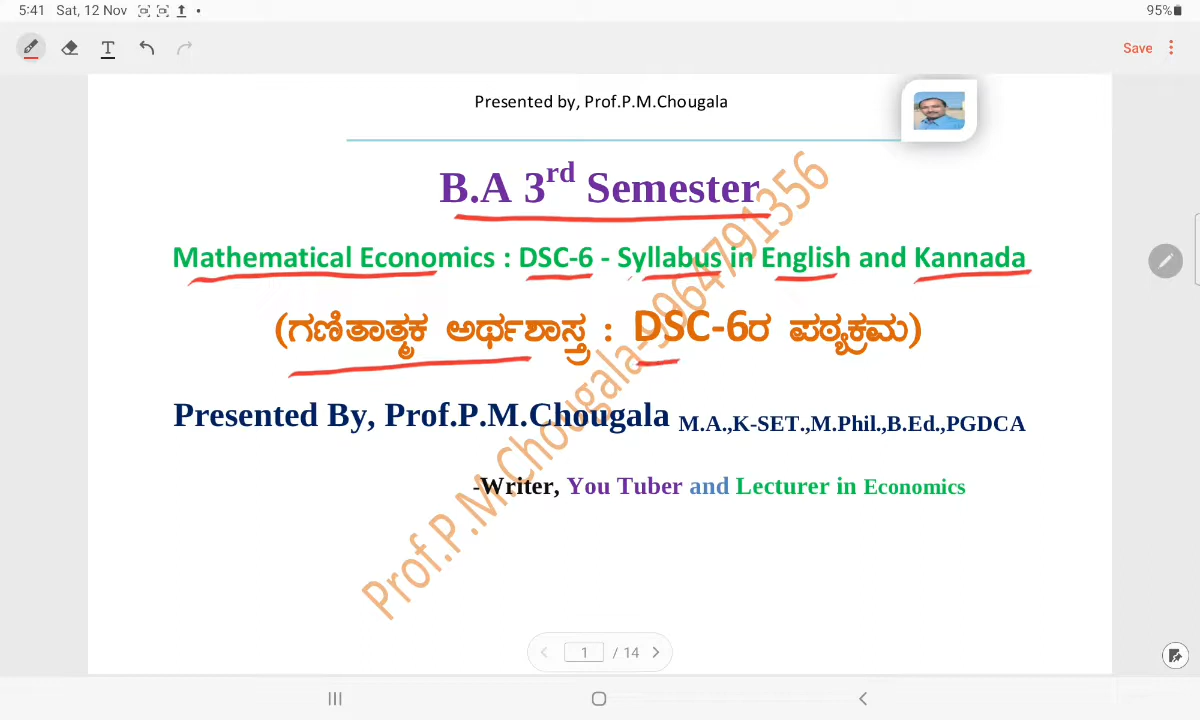 5:41 Sat, 12 Nov
95%
T
Save
Presented by, Prof.P.M.Chougala
B.A 3rd Semester
Mathematical Economics : DSC-6 - Syllabus in English and Kannada
(ಗಣಿತಾತ್ಮಕ ಅರ್ಥಶಾಸ್ತ್ರ : DSC-6ರ ಪಠ್ಯಕ್ರಮ)
Presented By, Prof.P.M.Chougala M.A.,K-SET.,M.Phil.,B.Ed.,PGDCA
-Writer, You Tuber and Lecturer in Economics
Prof.P.M.Chougala-9964791356
1 / 14